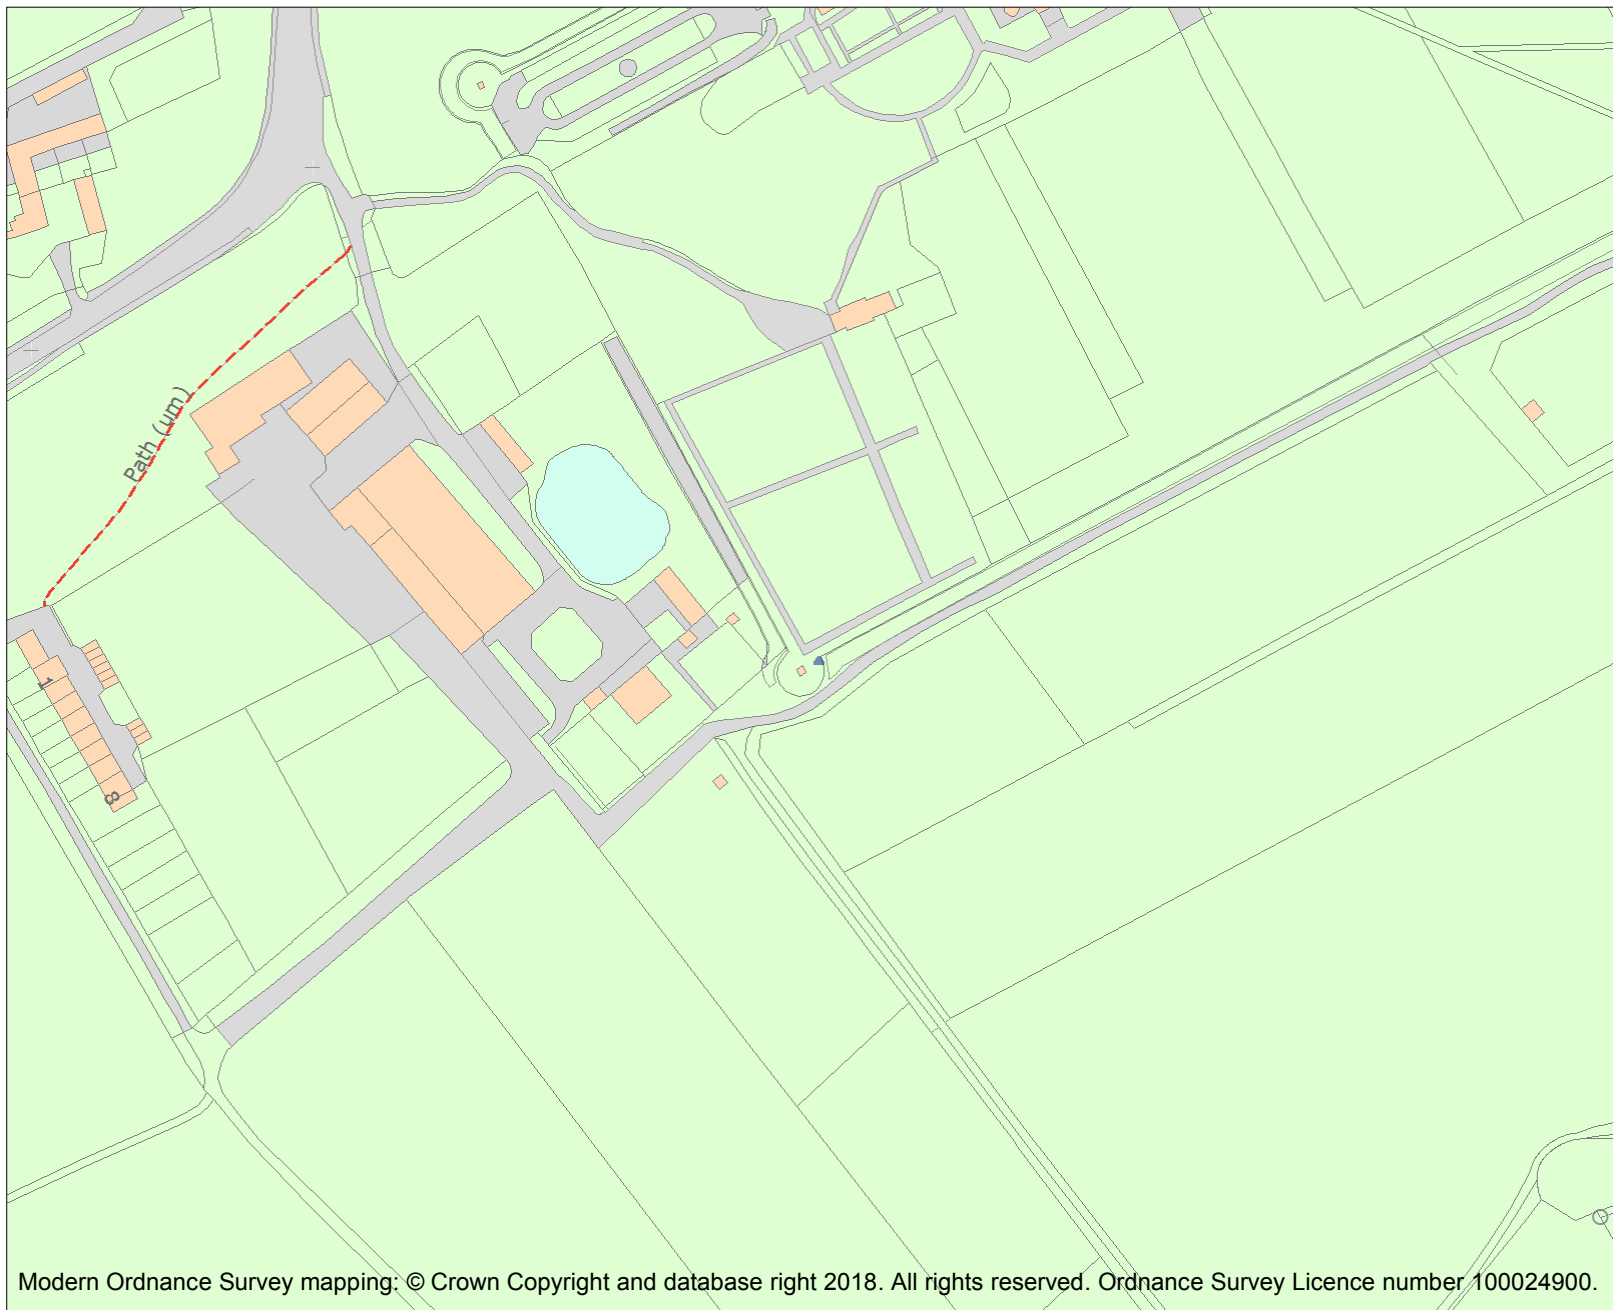 Path (um)
1
8
Modern Ordnance Survey mapping: © Crown Copyright and database right 2018. All rights reserved. Ordnance Survey Licence number 100024900.